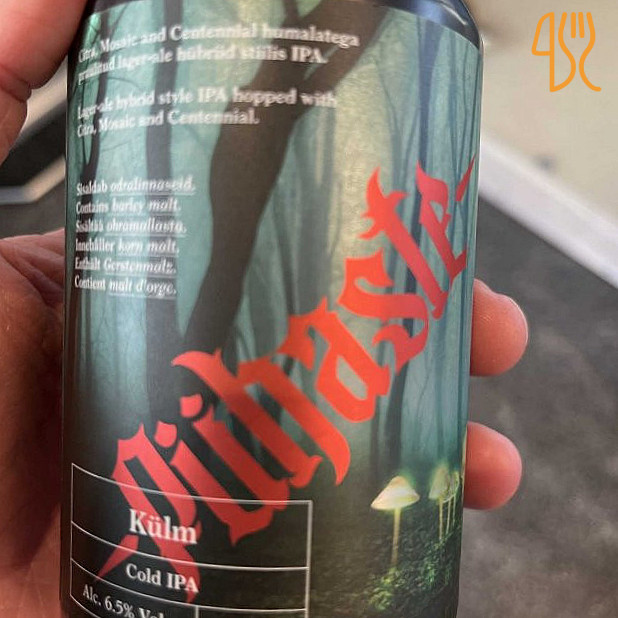 Citra, Mosaic and Centennial humalatega
pruulitud lager-ale hübriid stiilis IPA.
Lager-ale hybrid style IPA hopped with
Citra, Mosaic and Centennial.
Sisaldab odralinnaseid.
Contains barley malt.
Sisältää ohramallasta.
Innehåller korn malt.
Enthält Gerstenmalz.
Contient malt d'orge.
Pühaste
Külm
Cold IPA
Alc. 6.5% Vol